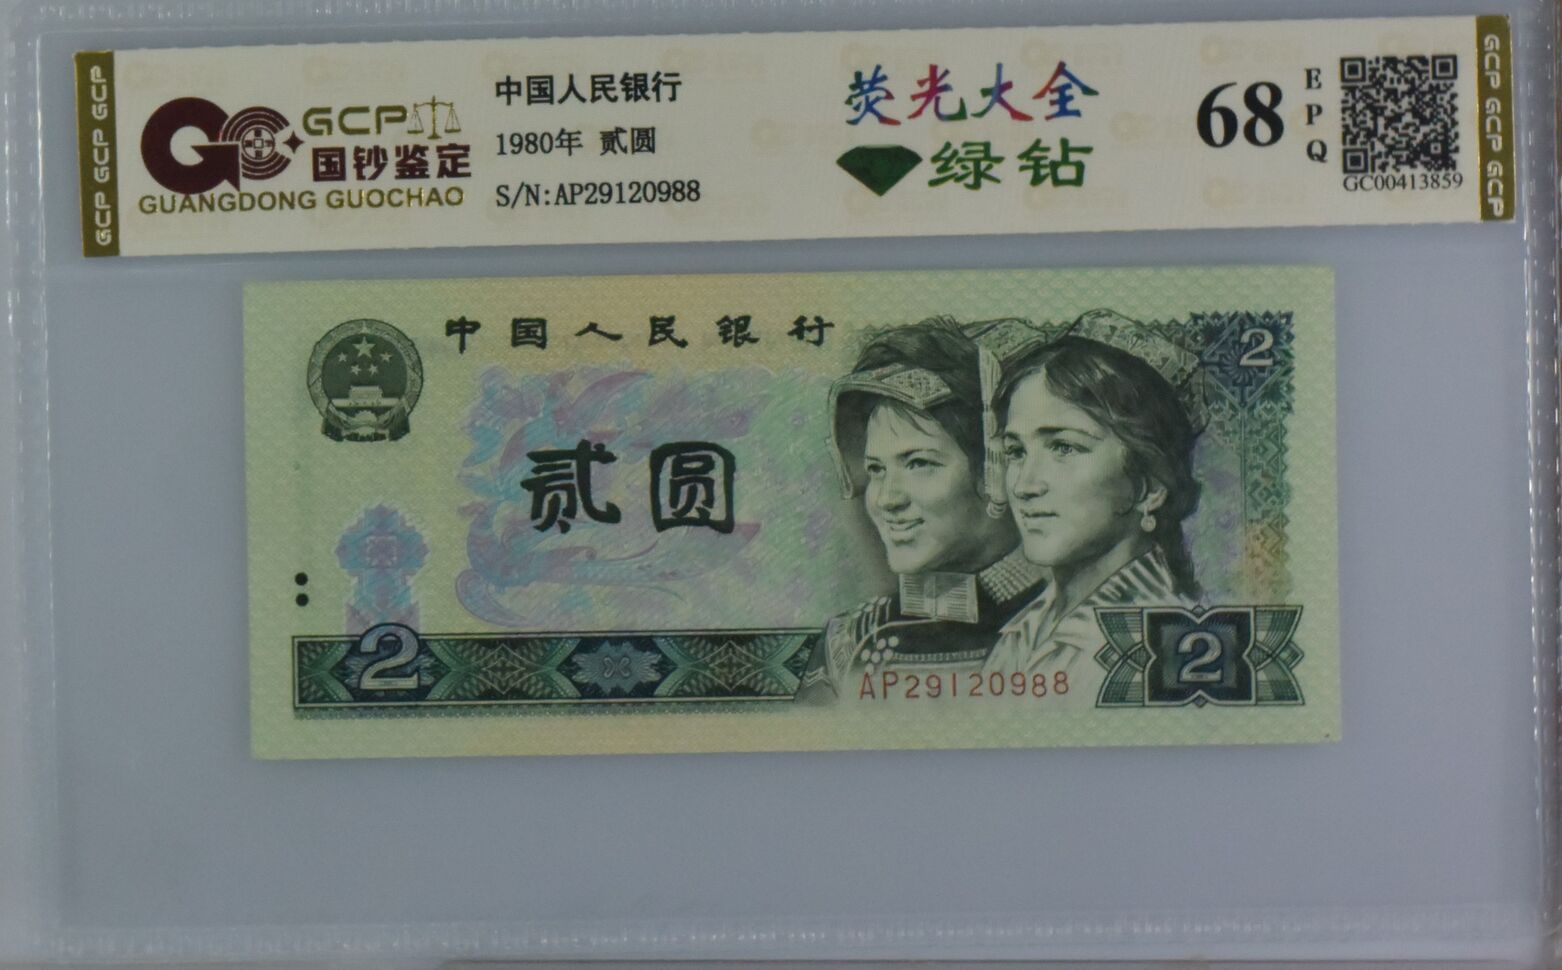 GCP GCP GCP
GCP
国钞鉴定
GUANGDONG GUOCHAO
中国人民银行
1980年 贰圆
S/N:AP29120988
荧光大全
绿钻
68
EPQ
GC00413859
GCP GCP GCP
中国人民银行
2
贰圆
2
AP29120988
2